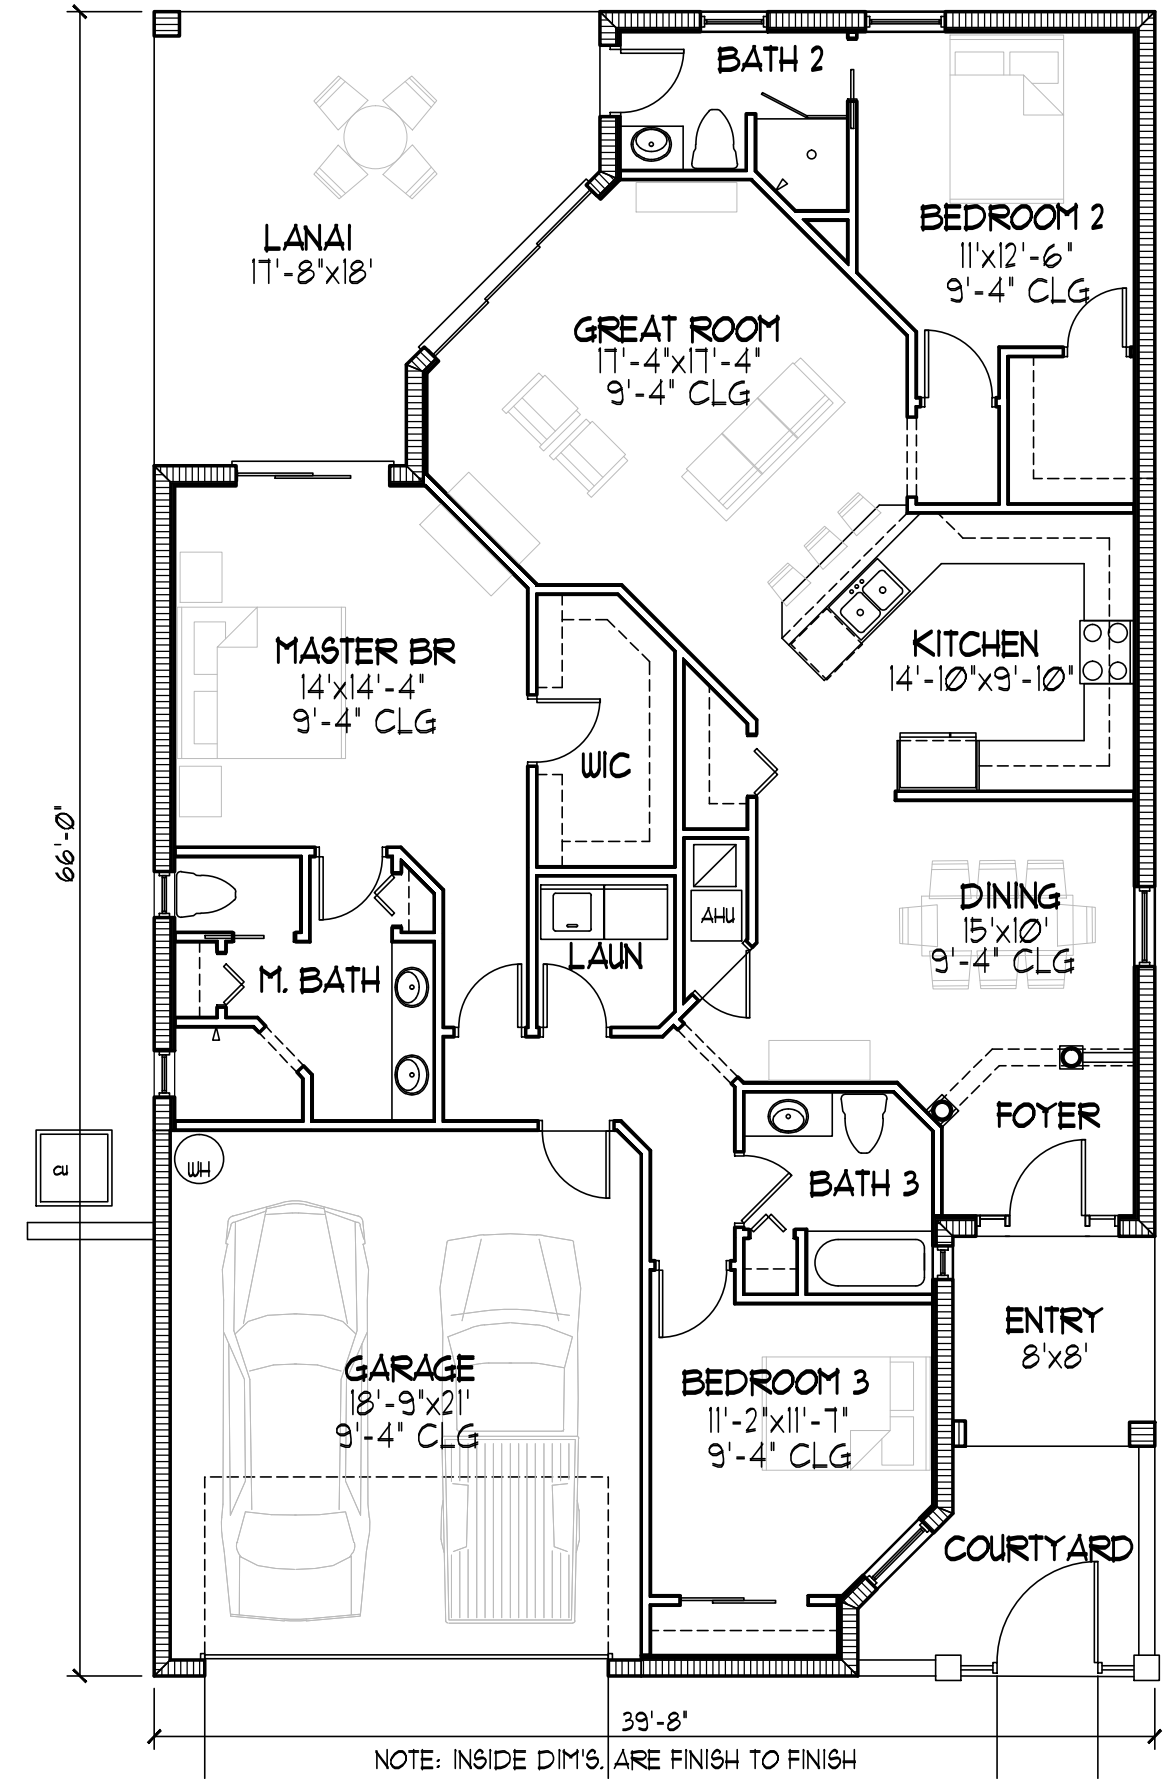 BATH 2
BEDROOM 2
11'x12'-6"
9'-4" CLG
LANAI
17'-8"x18'
GREAT ROOM
17'-4"x17'-4"
9'-4" CLG
MASTER BR
14'x14'-4"
9'-4" CLG
KITCHEN
14'-10"x9'-10"
WIC
66'-0"
AHU
DINING
15'x10'
9'-4" CLG
LAUN
M. BATH
FOYER
WH
BATH 3
ENTRY
8'x8'
GARAGE
18'-9"x21'
9'-4" CLG
BEDROOM 3
11'-2"x11'-7"
9'-4" CLG
COURTYARD
39'-8"
NOTE: INSIDE DIM'S. ARE FINISH TO FINISH